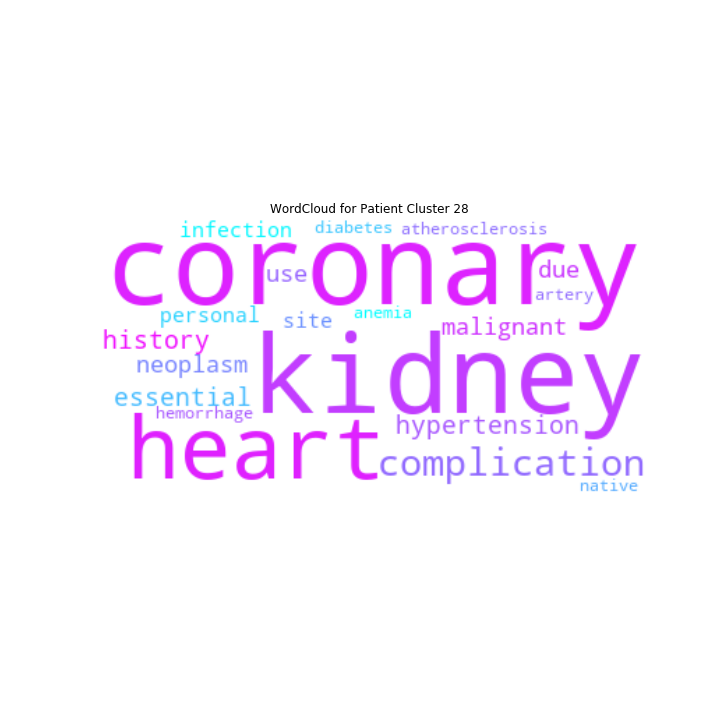 WordCloud for Patient Cluster 28
infection diabetes atherosclerosis
coronary
use due
artery
personal site anemia
malignant
history
kidney
neoplasm
essential
hemorrhage
heart hypertension
complication
native